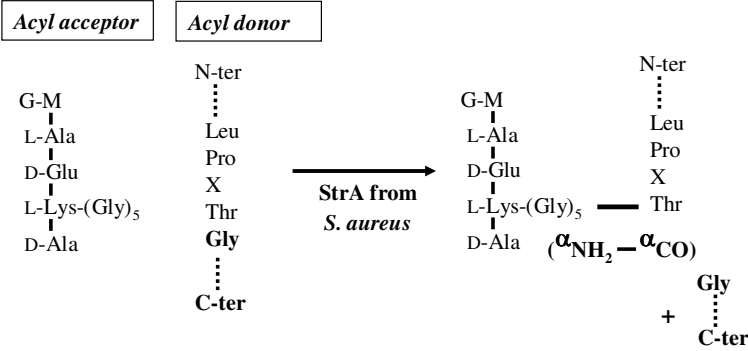 Acyl acceptor
Acyl donor
G-M
L-Ala
D-Glu
L-Lys-(Gly)5
D-Ala
N-ter
Leu
Pro
X
Thr
Gly
C-ter
StrA from
S. aureus
G-M
L-Ala
D-Glu
L-Lys-(Gly)5
D-Ala
N-ter
Leu
Pro
X
Thr
(αNH2 – αCO)
+
Gly
C-ter